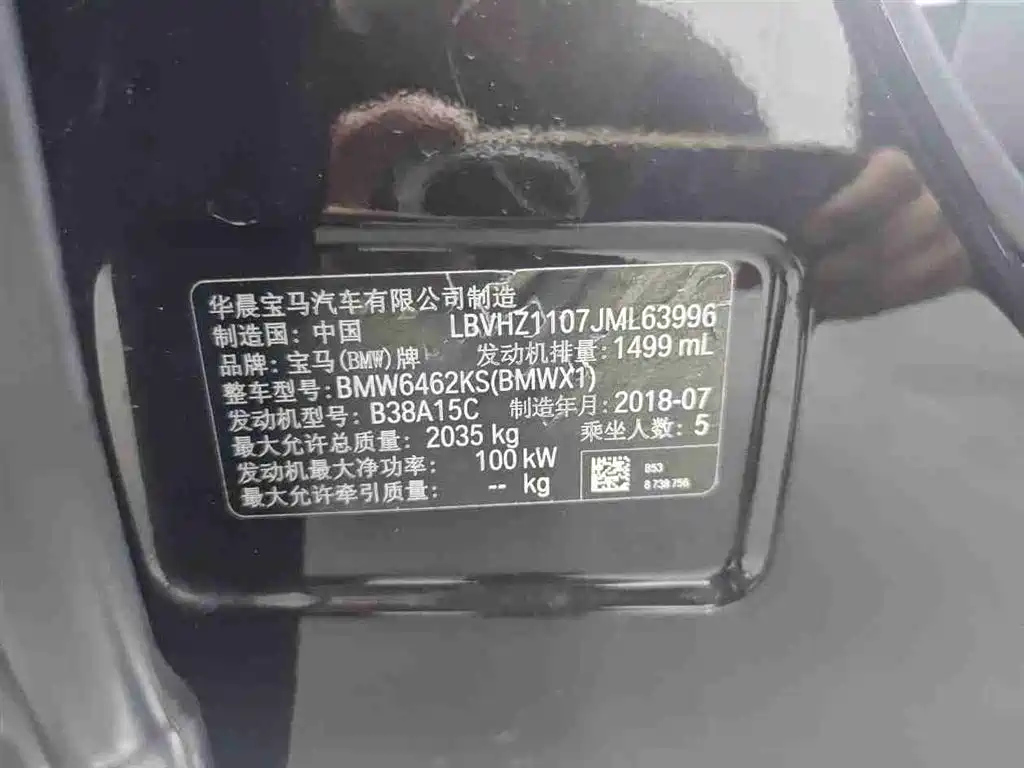 华晨宝马汽车有限公司制造
制造国：中国 LBVHZ1107JML63996
品牌：宝马(BMW)牌 发动机排量：1499 mL
整车型号：BMW6462KS(BMWX1)
发动机型号：B38A15C 制造年月：2018-07
最大允许总质量：2035 kg 乘坐人数：5
发动机最大净功率：100 kW
最大允许牵引质量：-- kg
B53
8 738 756